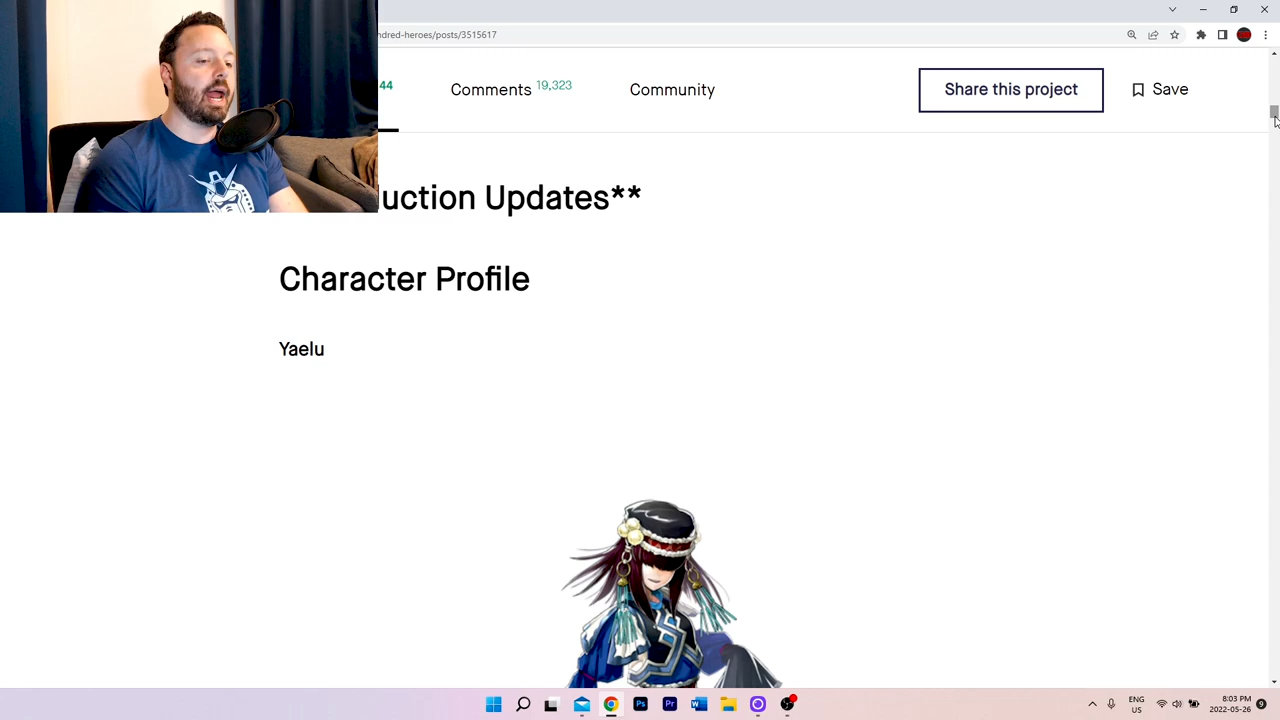 ndred-heroes/posts/3515617
44
Comments 19,323
Community
Share this project
Save
uction Updates**
Character Profile
Yaelu
ENG
US
8:03 PM
2022-05-26